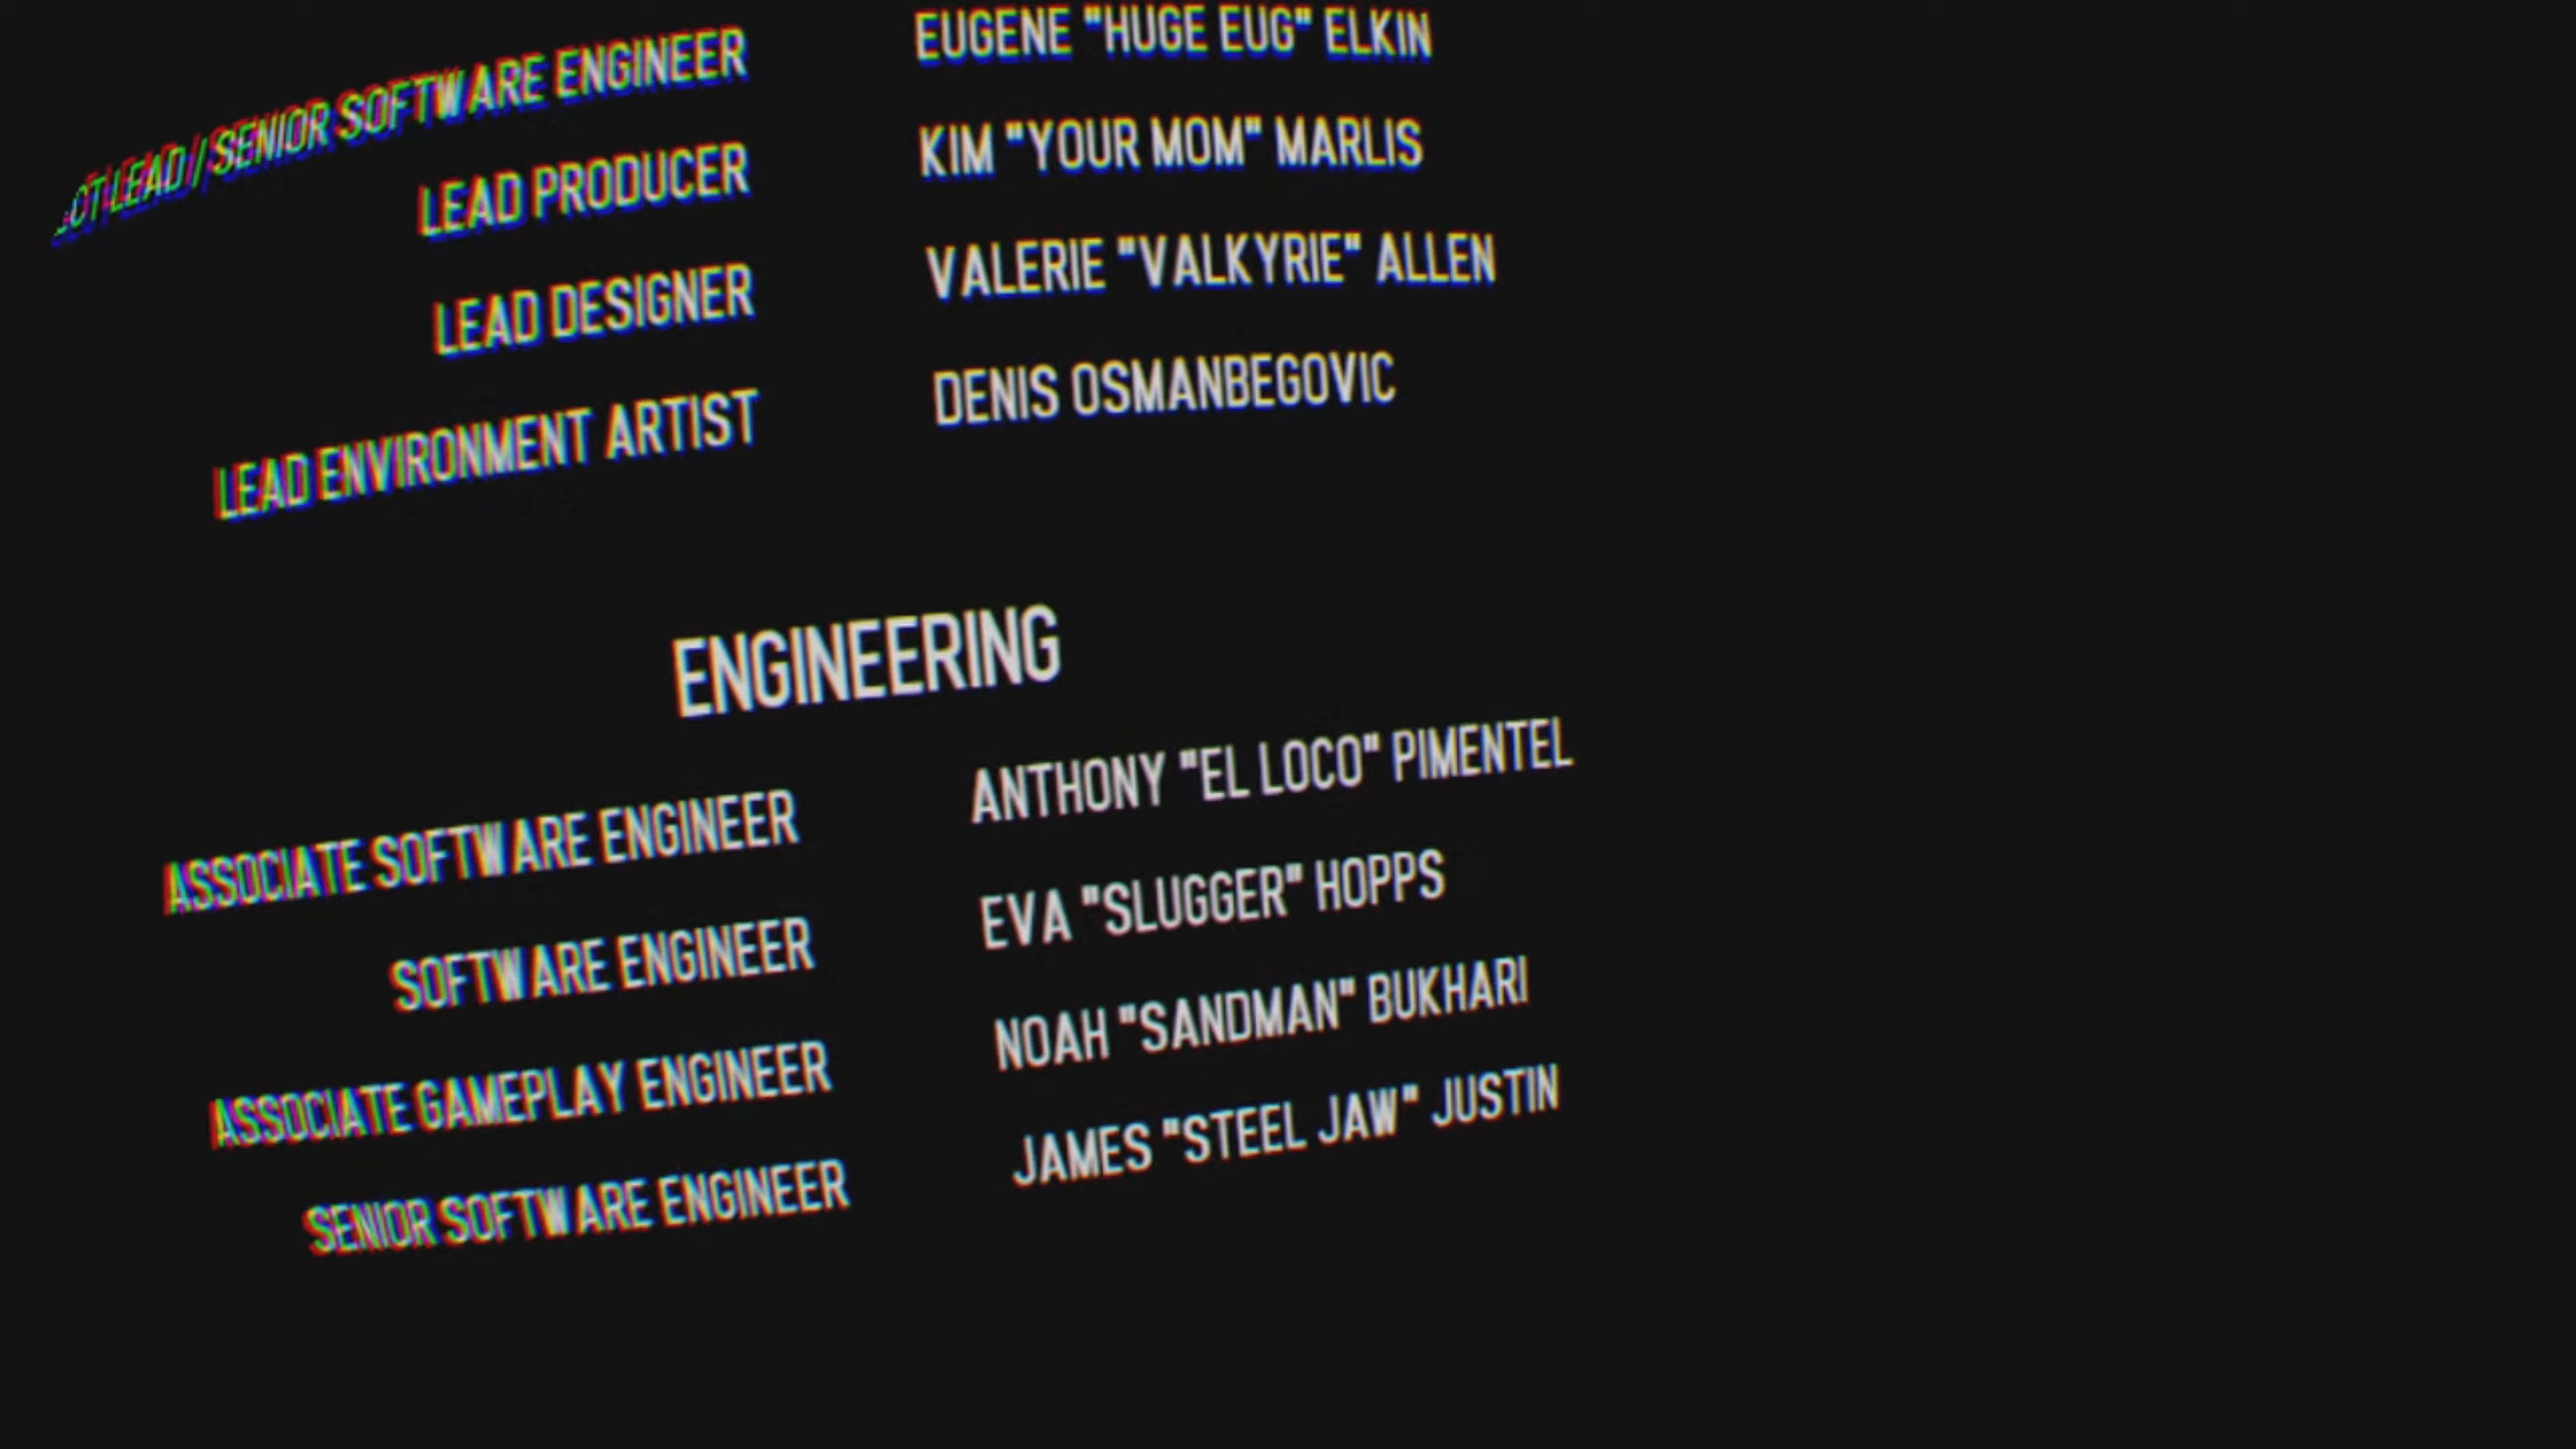 LEAD / SENIOR SOFTWARE ENGINEER EUGENE "HUGE EUG" ELKIN
LEAD PRODUCER KIM "YOUR MOM" MARLIS
LEAD DESIGNER VALERIE "VALKYRIE" ALLEN
LEAD ENVIRONMENT ARTIST DENIS OSMANBEGOVIC
ENGINEERING
ASSOCIATE SOFTWARE ENGINEER ANTHONY "EL LOCO" PIMENTEL
SOFTWARE ENGINEER EVA "SLUGGER" HOPPS
ASSOCIATE GAMEPLAY ENGINEER NOAH "SANDMAN" BUKHARI
SENIOR SOFTWARE ENGINEER JAMES "STEEL JAW" JUSTIN